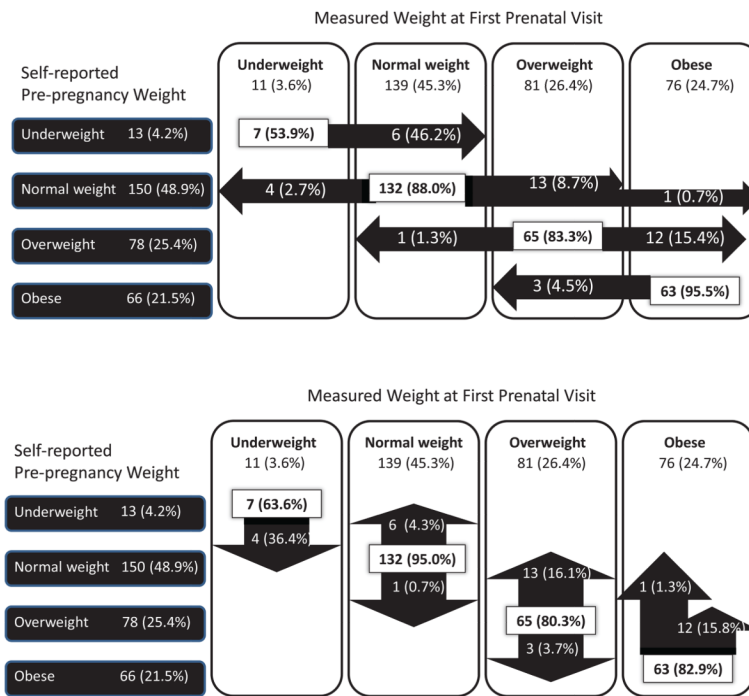 Measured Weight at First Prenatal Visit
Self-reported
Pre-pregnancy Weight
Underweight Normal weight Overweight Obese
11 (3.6%) 139 (45.3%) 81 (26.4%) 76 (24.7%)
Underweight 13 (4.2%) 7 (53.9%) 6 (46.2%)
Normal weight 150 (48.9%) 4 (2.7%) 132 (88.0%) 13 (8.7%) 1 (0.7%)
Overweight 78 (25.4%) 1 (1.3%) 65 (83.3%) 12 (15.4%)
Obese 66 (21.5%) 3 (4.5%) 63 (95.5%)
Measured Weight at First Prenatal Visit
Self-reported
Pre-pregnancy Weight
Underweight Normal weight Overweight Obese
11 (3.6%) 139 (45.3%) 81 (26.4%) 76 (24.7%)
Underweight 13 (4.2%) 7 (63.6%) 6 (4.3%)
4 (36.4%)
Normal weight 150 (48.9%) 132 (95.0%) 13 (16.1%) 1 (1.3%)
1 (0.7%)
Overweight 78 (25.4%) 65 (80.3%) 12 (15.8%)
3 (3.7%)
Obese 66 (21.5%) 63 (82.9%)